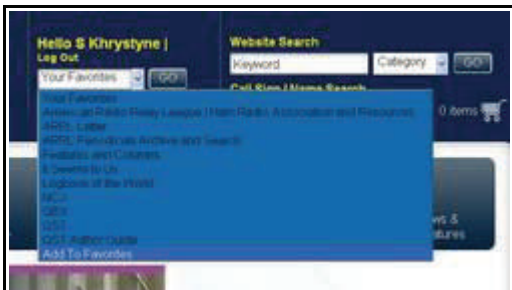 Hello S Khrystyne |
Log Out
Your Favorites GO
Website Search
Keyword Category GO
Call Sign / Name Search
0 items
Your Favorites
American Radio Relay League | Ham Radio Association and Resources
ARRL Letter
ARRL Periodicals Archive and Search
Features and Columns
It Seems to Us
Logbook of the World
NCJ
QEX
QST
QST Author Guide
Add To Favorites